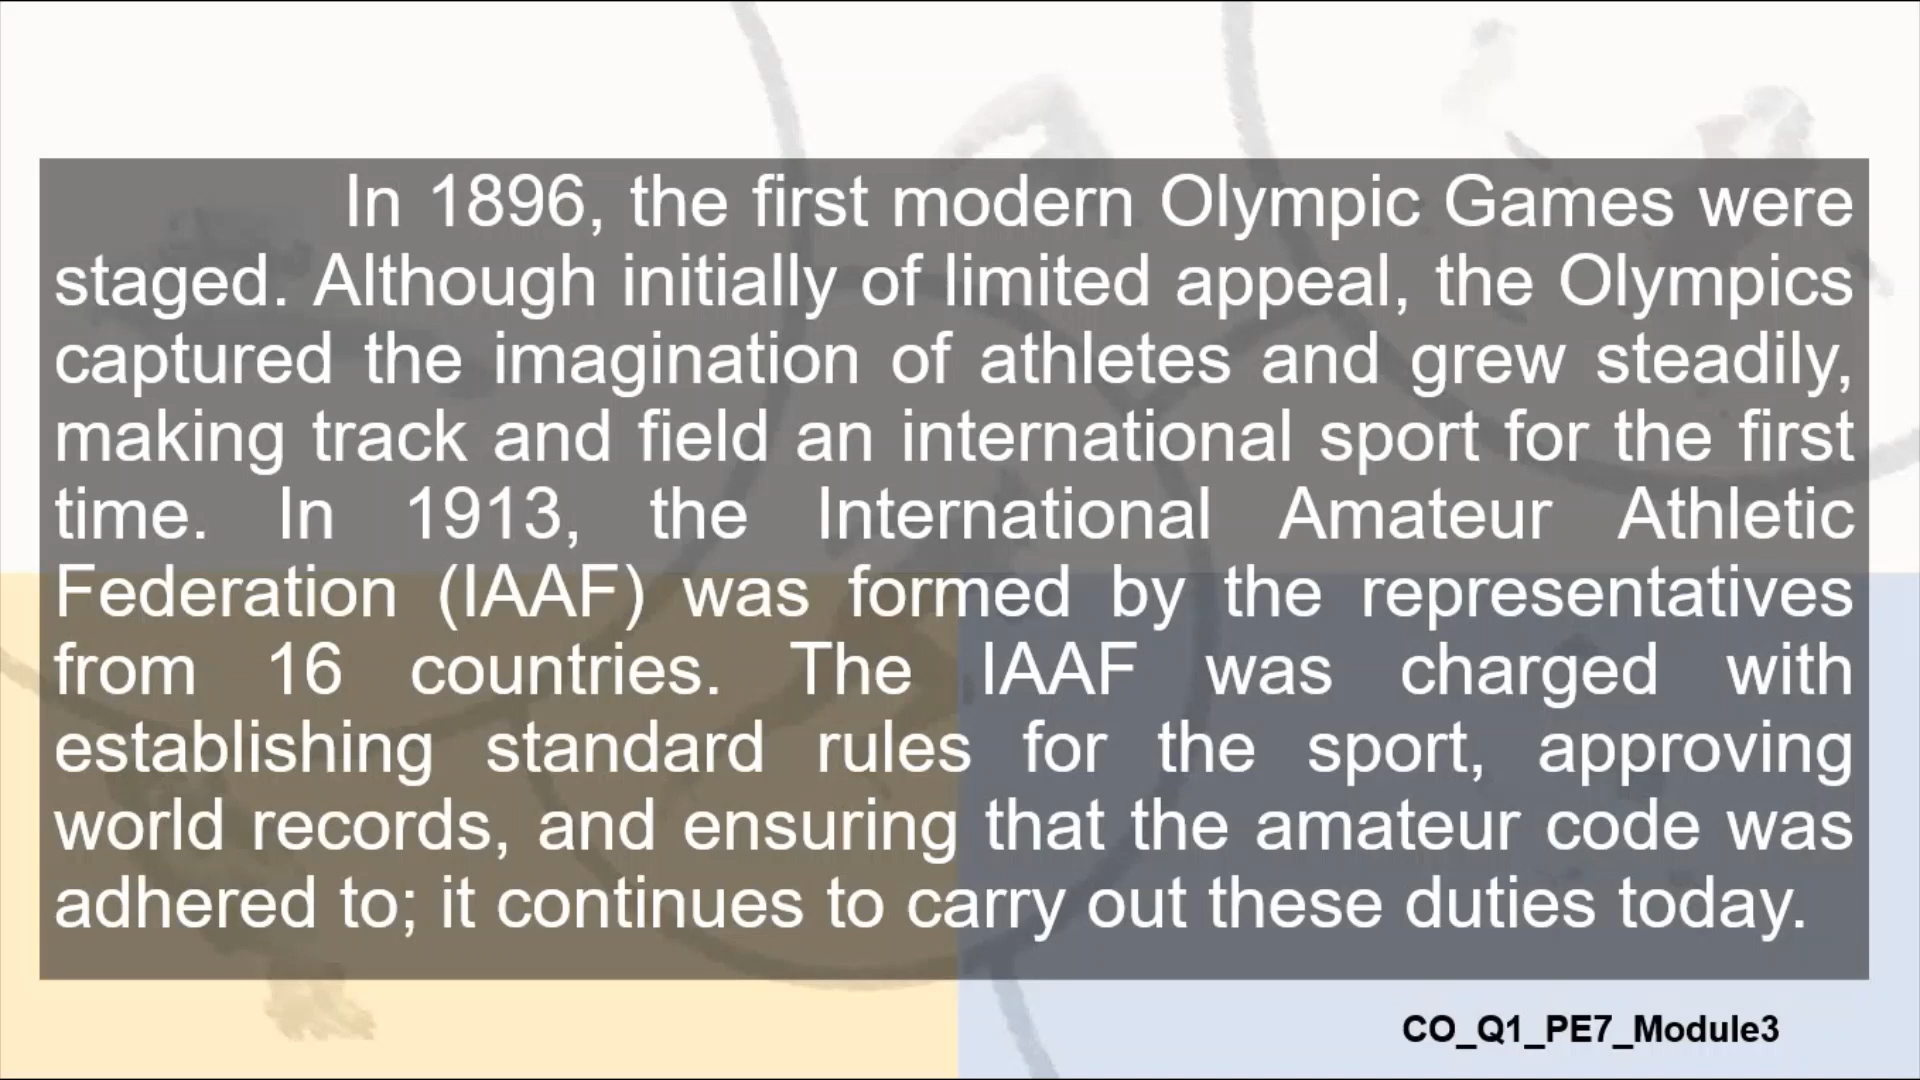 In 1896, the first modern Olympic Games were
staged. Although initially of limited appeal, the Olympics
captured the imagination of athletes and grew steadily,
making track and field an international sport for the first
time. In 1913, the International Amateur Athletic
Federation (IAAF) was formed by the representatives
from 16 countries. The IAAF was charged with
establishing standard rules for the sport, approving
world records, and ensuring that the amateur code was
adhered to; it continues to carry out these duties today.
CO_Q1_PE7_Module3